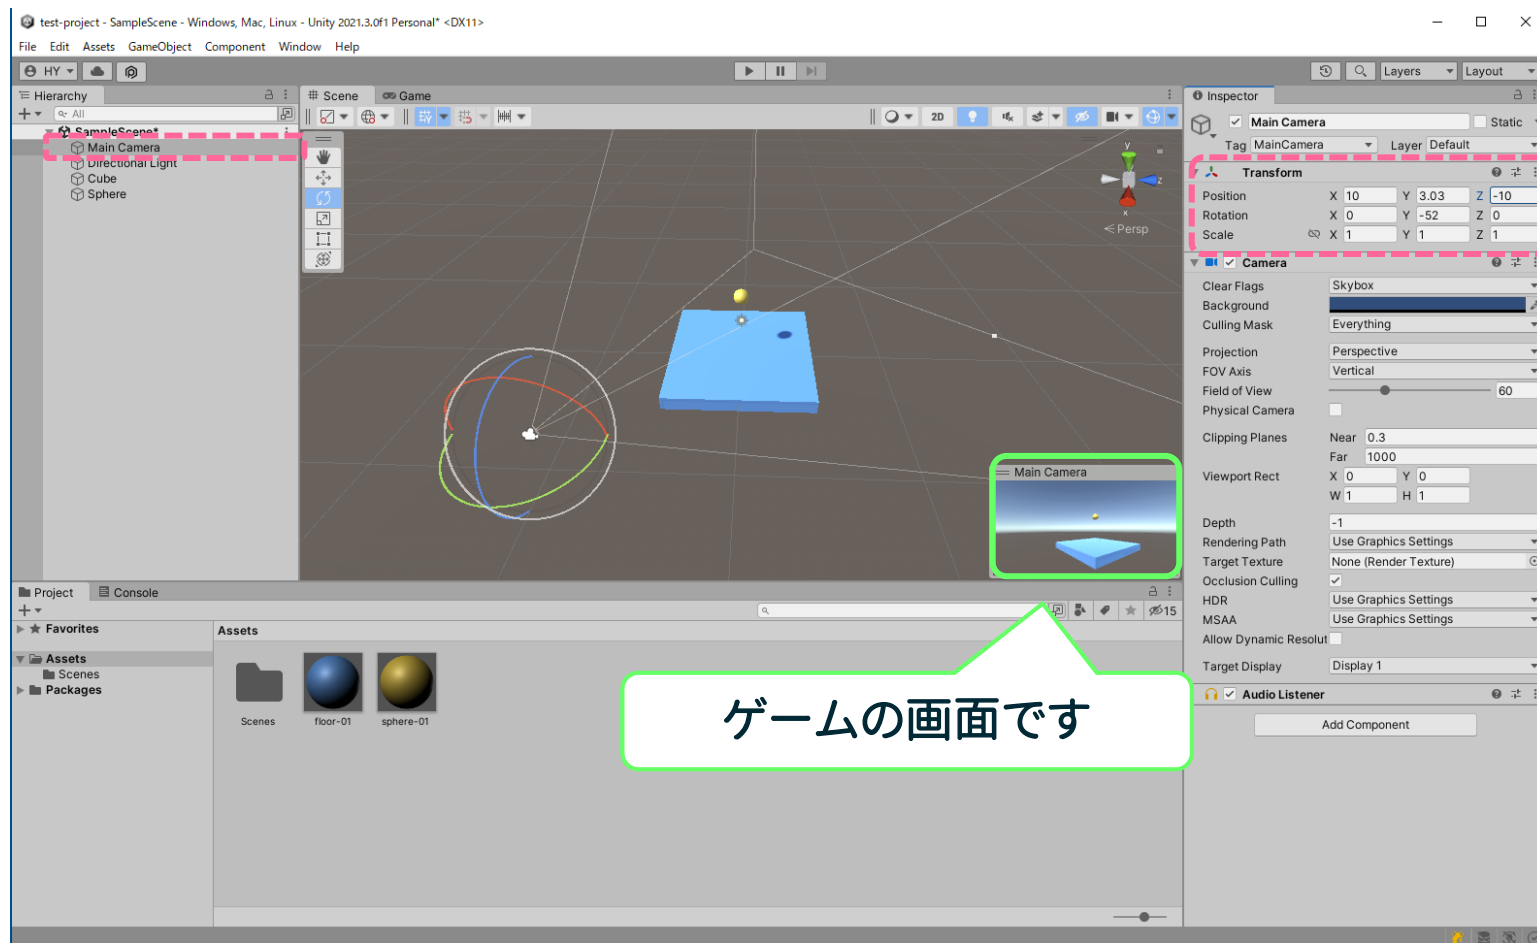 test-project - SampleScene - Windows, Mac, Linux - Unity 2021.3.0f1 Personal* <DX11>
File Edit Assets GameObject Component Window Help
HY Layers Layout
Hierarchy
All
SampleScene*
Main Camera
Directional Light
Cube
Sphere
Scene Game
2D
y
z
x
Persp
Main Camera
Inspector
Main Camera Static
Tag MainCamera Layer Default
Transform
Position X 10 Y 3.03 Z -10
Rotation X 0 Y -52 Z 0
Scale X 1 Y 1 Z 1
Camera
Clear Flags Skybox
Background
Culling Mask Everything
Projection Perspective
FOV Axis Vertical
Field of View 60
Physical Camera
Clipping Planes Near 0.3
Far 1000
Viewport Rect X 0 Y 0
W 1 H 1
Depth -1
Rendering Path Use Graphics Settings
Target Texture None (Render Texture)
Occlusion Culling
HDR Use Graphics Settings
MSAA Use Graphics Settings
Allow Dynamic Resolut
Target Display Display 1
Audio Listener
Add Component
Project Console
15
Favorites
Assets
Scenes
Packages
Assets
Scenes floor-01 sphere-01
ゲームの画面です